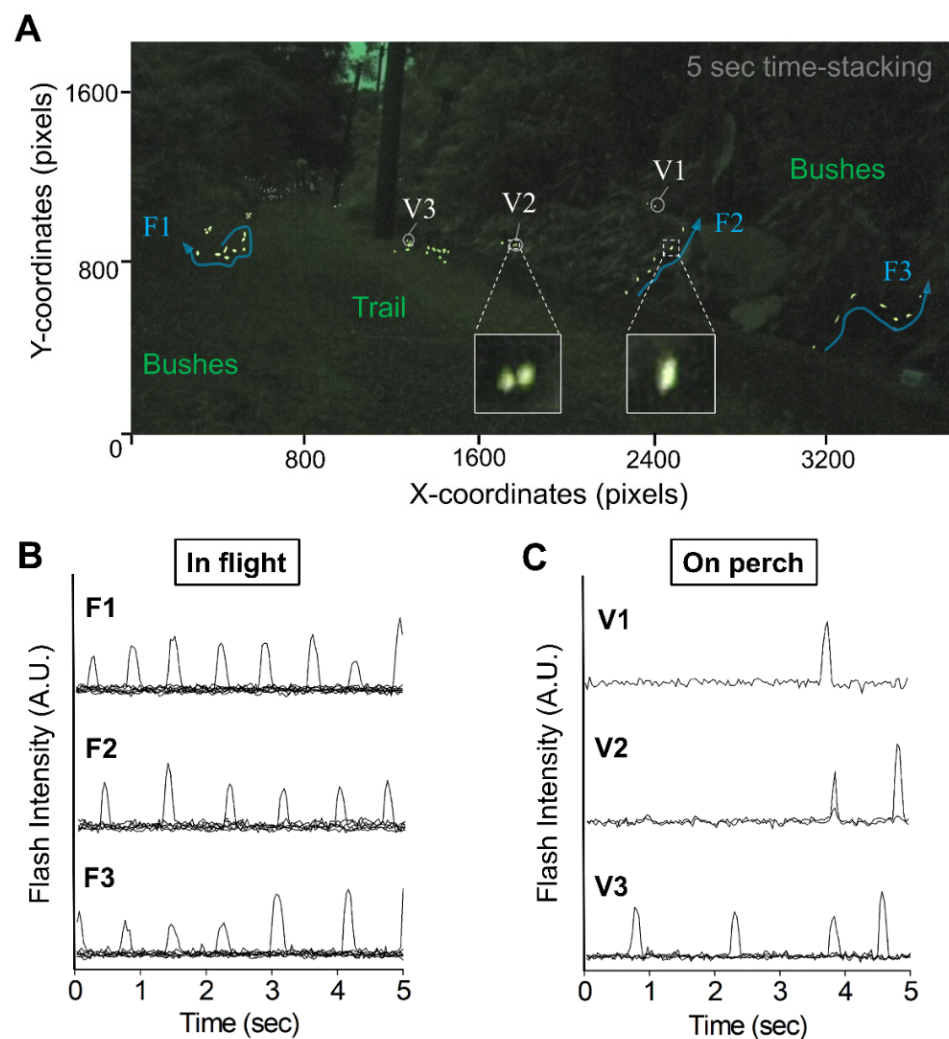 A
5 sec time-stacking
Y-coordinates (pixels)
1600
800
0
F1
V3
V2
V1
F2
F3
Bushes
Trail
Bushes
800
1600
2400
3200
X-coordinates (pixels)
B
In flight
Flash Intensity (A.U.)
F1
F2
F3
0
1
2
3
4
5
Time (sec)
C
On perch
Flash Intensity (A.U.)
V1
V2
V3
0
1
2
3
4
5
Time (sec)